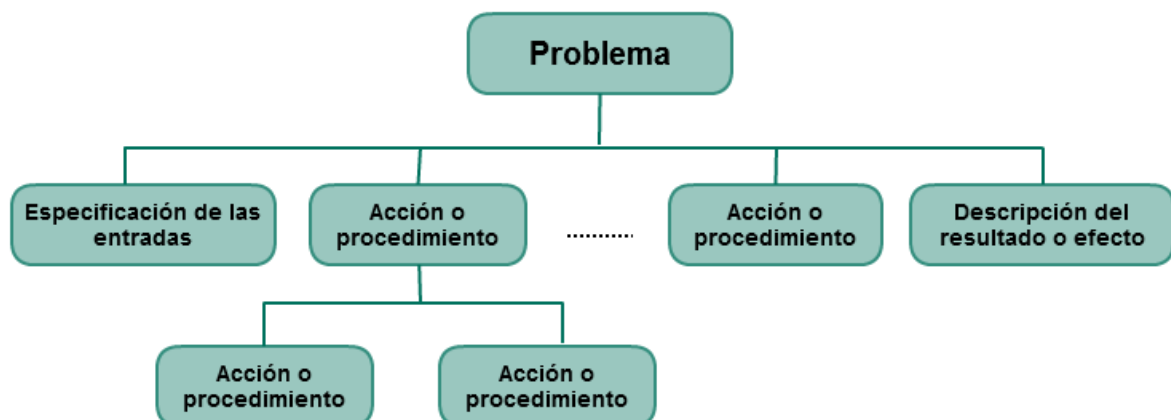 Problema
Especificación de las
entradas
Acción o
procedimiento
...........
Acción o
procedimiento
Descripción del
resultado o efecto
Acción o
procedimiento
Acción o
procedimiento